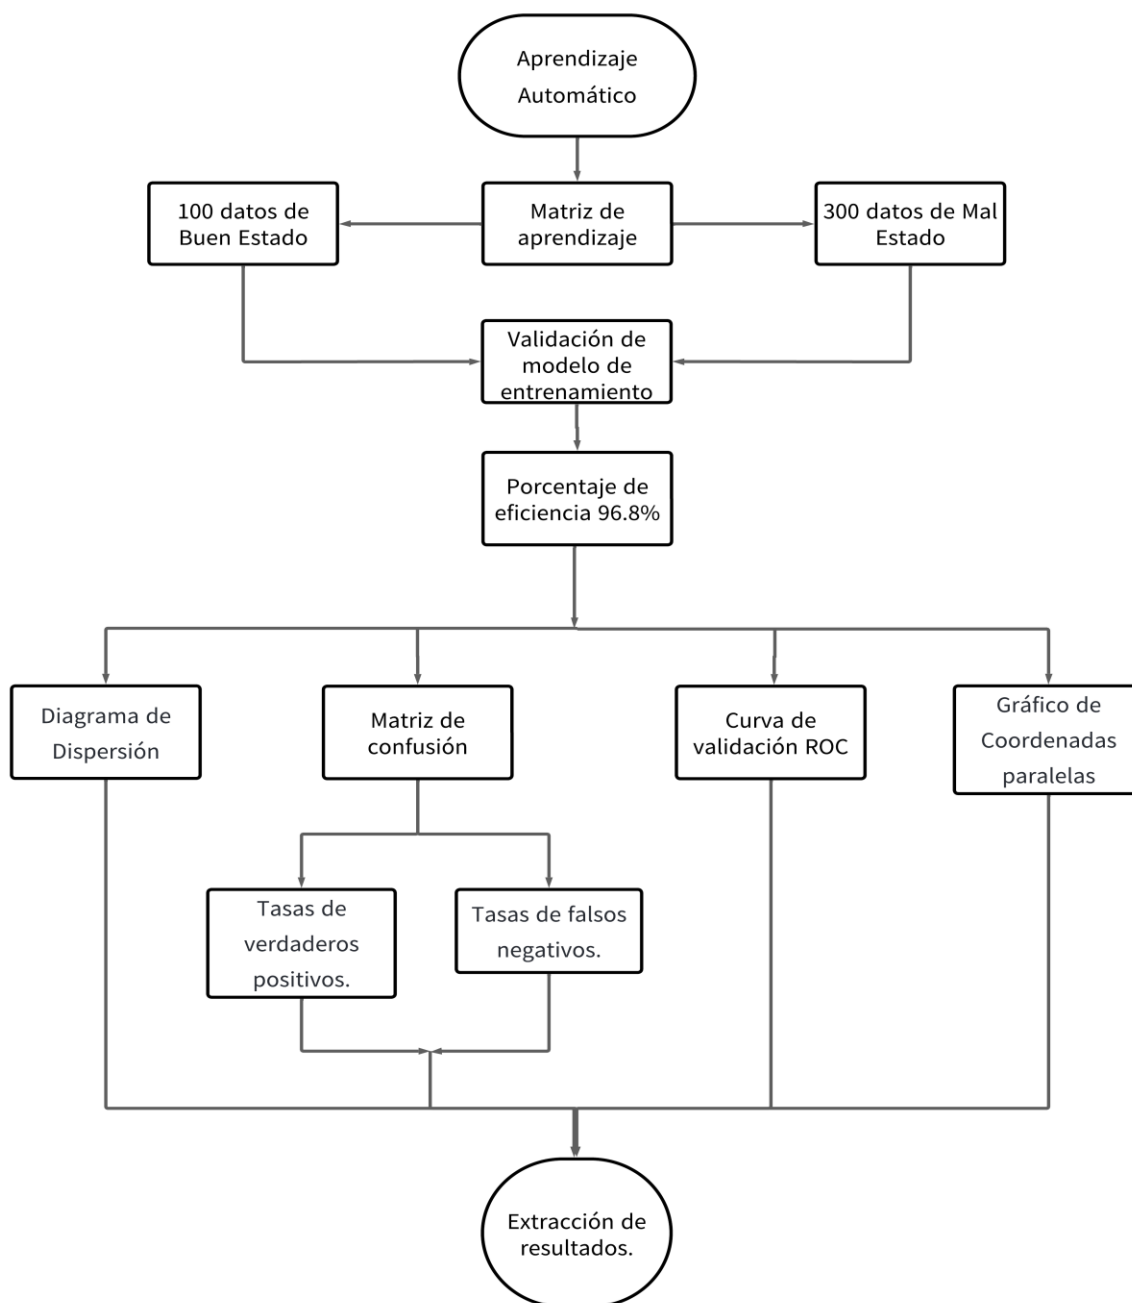 Aprendizaje
Automático
100 datos de
Buen Estado
Matriz de
aprendizaje
300 datos de Mal
Estado
Validación de
modelo de
entrenamiento
Porcentaje de
eficiencia 96.8%
Diagrama de
Dispersión
Matriz de
confusión
Curva de
validación ROC
Gráfico de
Coordenadas
paralelas
Tasas de
verdaderos
positivos.
Tasas de falsos
negativos.
Extracción de
resultados.